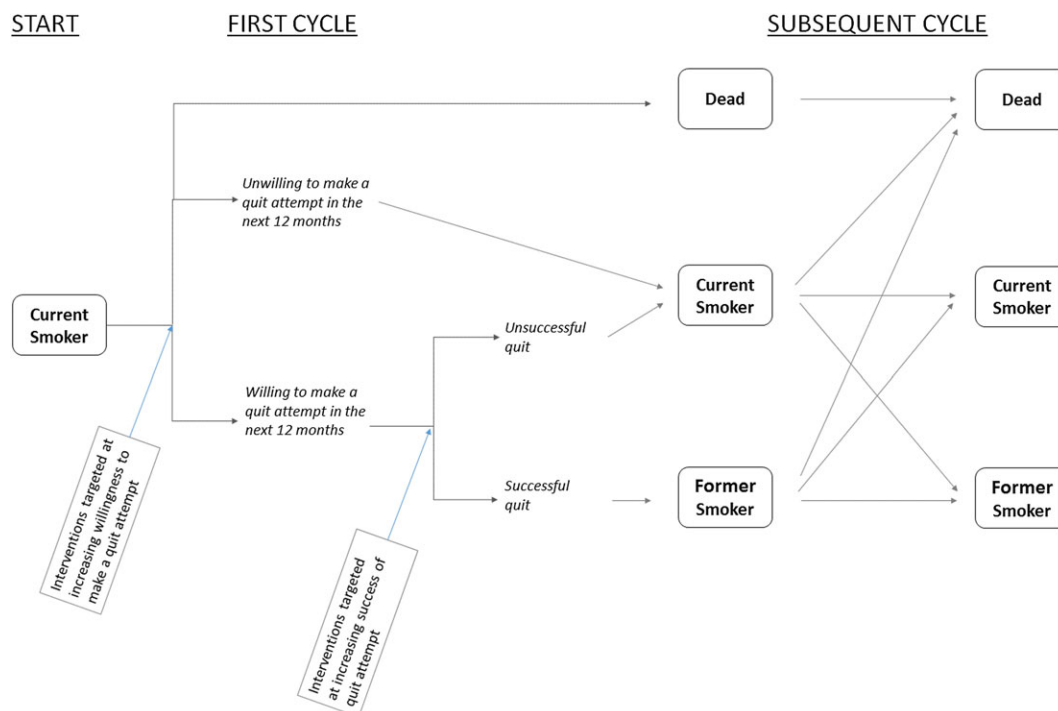 START
FIRST CYCLE
SUBSEQUENT CYCLE
Dead
Dead
Unwilling to make a
quit attempt in the
next 12 months
Current
Smoker
Current
Smoker
Current
Smoker
Unsuccessful
quit
Willing to make a
quit attempt in the
next 12 months
Successful
quit
Former
Smoker
Former
Smoker
Interventions targeted at
increasing willingness to
make a quit attempt
Interventions targeted
at increasing success of
quit attempt